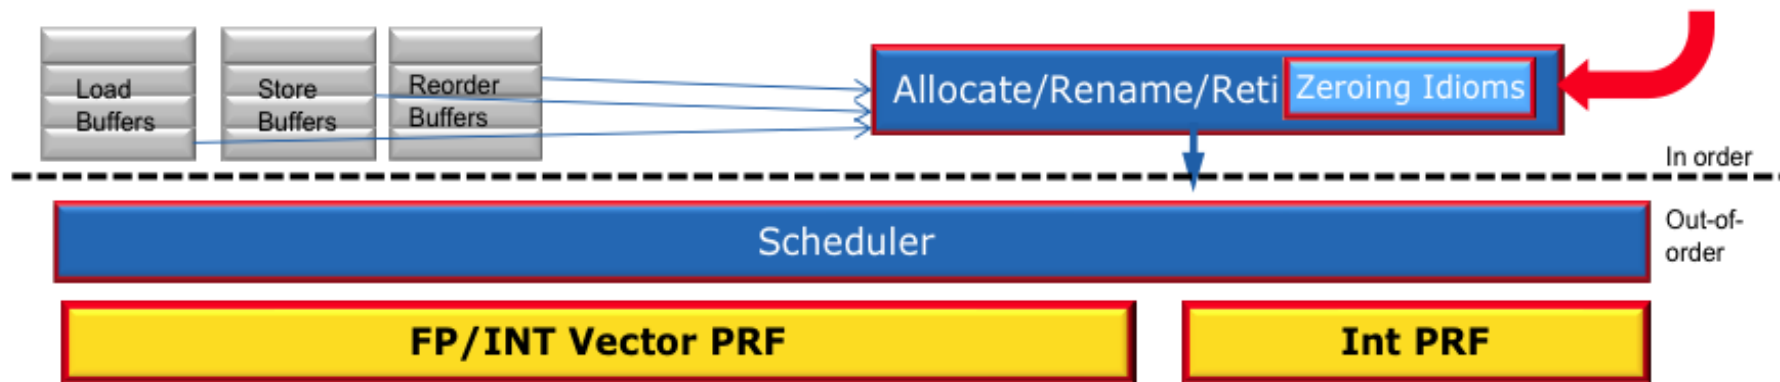 Load
Buffers
Store
Buffers
Reorder
Buffers
Allocate/Rename/Reti
Zeroing Idioms
In order
Scheduler
Out-of-
order
FP/INT Vector PRF
Int PRF